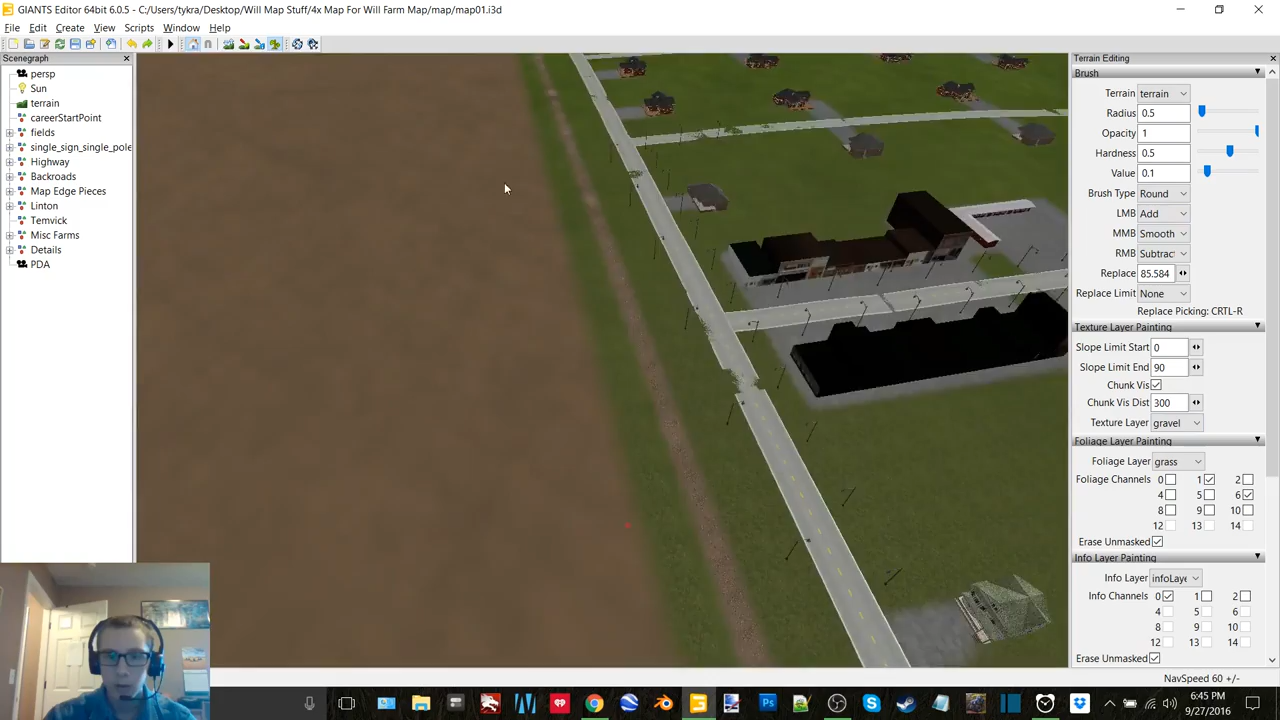 GIANTS Editor 64bit 6.0.5 - C:/Users/tykra/Desktop/Will Map Stuff/4x Map For Will Farm Map/map/map01.i3d
File Edit Create View Scripts Window Help
Scenegraph
persp
Sun
terrain
careerStartPoint
fields
single_sign_single_pole
Highway
Backroads
Map Edge Pieces
Linton
Temvick
Misc Farms
Details
PDA
Terrain Editing
Brush
Terrain terrain
Radius 0.5
Opacity 1
Hardness 0.5
Value 0.1
Brush Type Round
LMB Add
MMB Smooth
RMB Subtrac
Replace 85.584
Replace Limit None
Replace Picking: CRTL-R
Texture Layer Painting
Slope Limit Start 0
Slope Limit End 90
Chunk Vis
Chunk Vis Dist 300
Texture Layer gravel
Foliage Layer Painting
Foliage Layer grass
Foliage Channels 0 1 2
4 5 6
8 9 10
12 13 14
Erase Unmasked
Info Layer Painting
Info Layer infoLaye
Info Channels 0 1 2
4 5 6
8 9 10
12 13 14
Erase Unmasked
NavSpeed 60 +/-
6:45 PM
9/27/2016